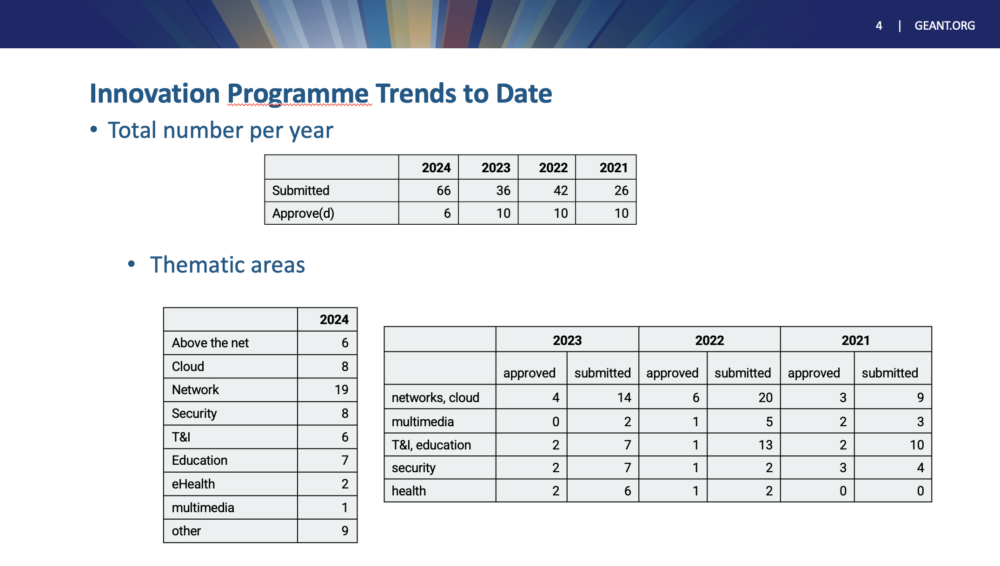 4 | GEANT.ORG
Innovation Programme Trends to Date
• Total number per year
2024 2023 2022 2021
Submitted 66 36 42 26
Approve(d) 6 10 10 10
• Thematic areas
2024
Above the net 6
Cloud 8
Network 19
Security 8
T&I 6
Education 7
eHealth 2
multimedia 1
other 9
2023 2022 2021
approved submitted approved submitted approved submitted
networks, cloud 4 14 6 20 3 9
multimedia 0 2 1 5 2 3
T&I, education 2 7 1 13 2 10
security 2 7 1 2 3 4
health 2 6 1 2 0 0